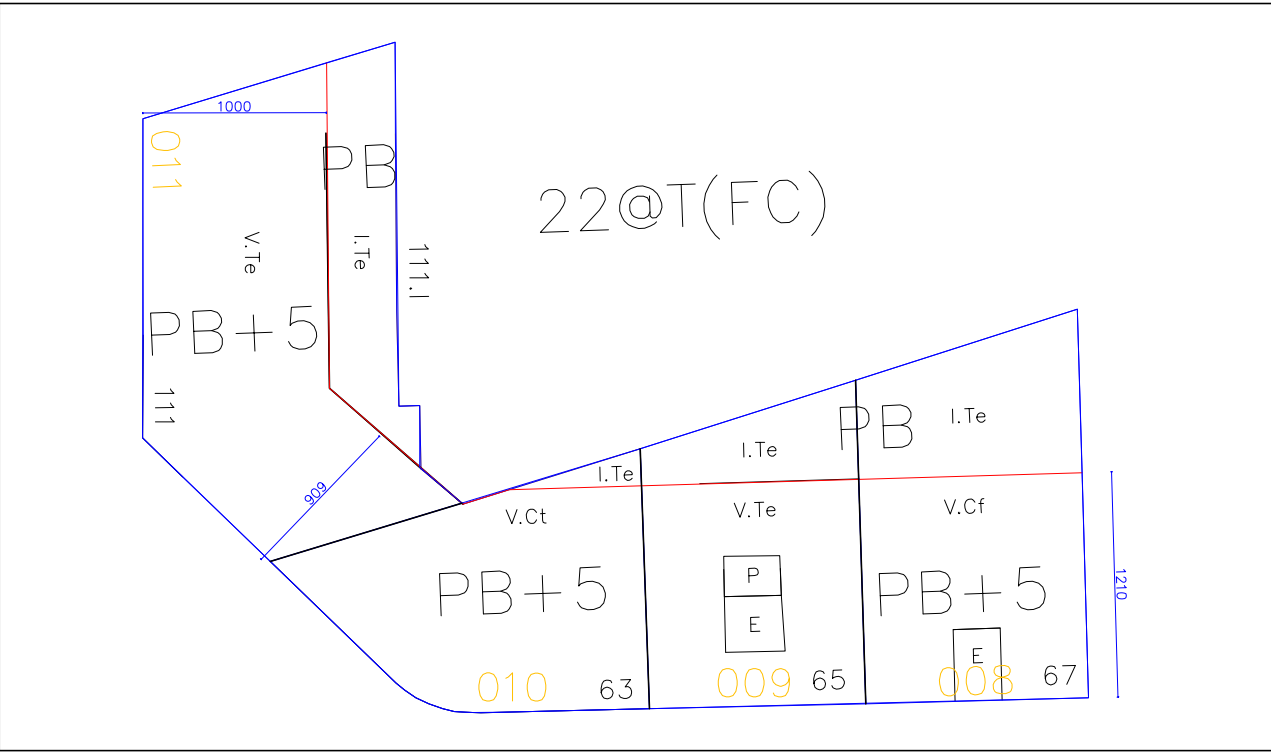 1000
011
PB
22@T(FC)
V.Te
I.Te
111.I
PB+5
111
PB
I.Te
I.Te
I.Te
909
V.Ct
V.Te
V.Cf
P
PB+5
PB+5
1210
E
E
010
63
009
65
008
67